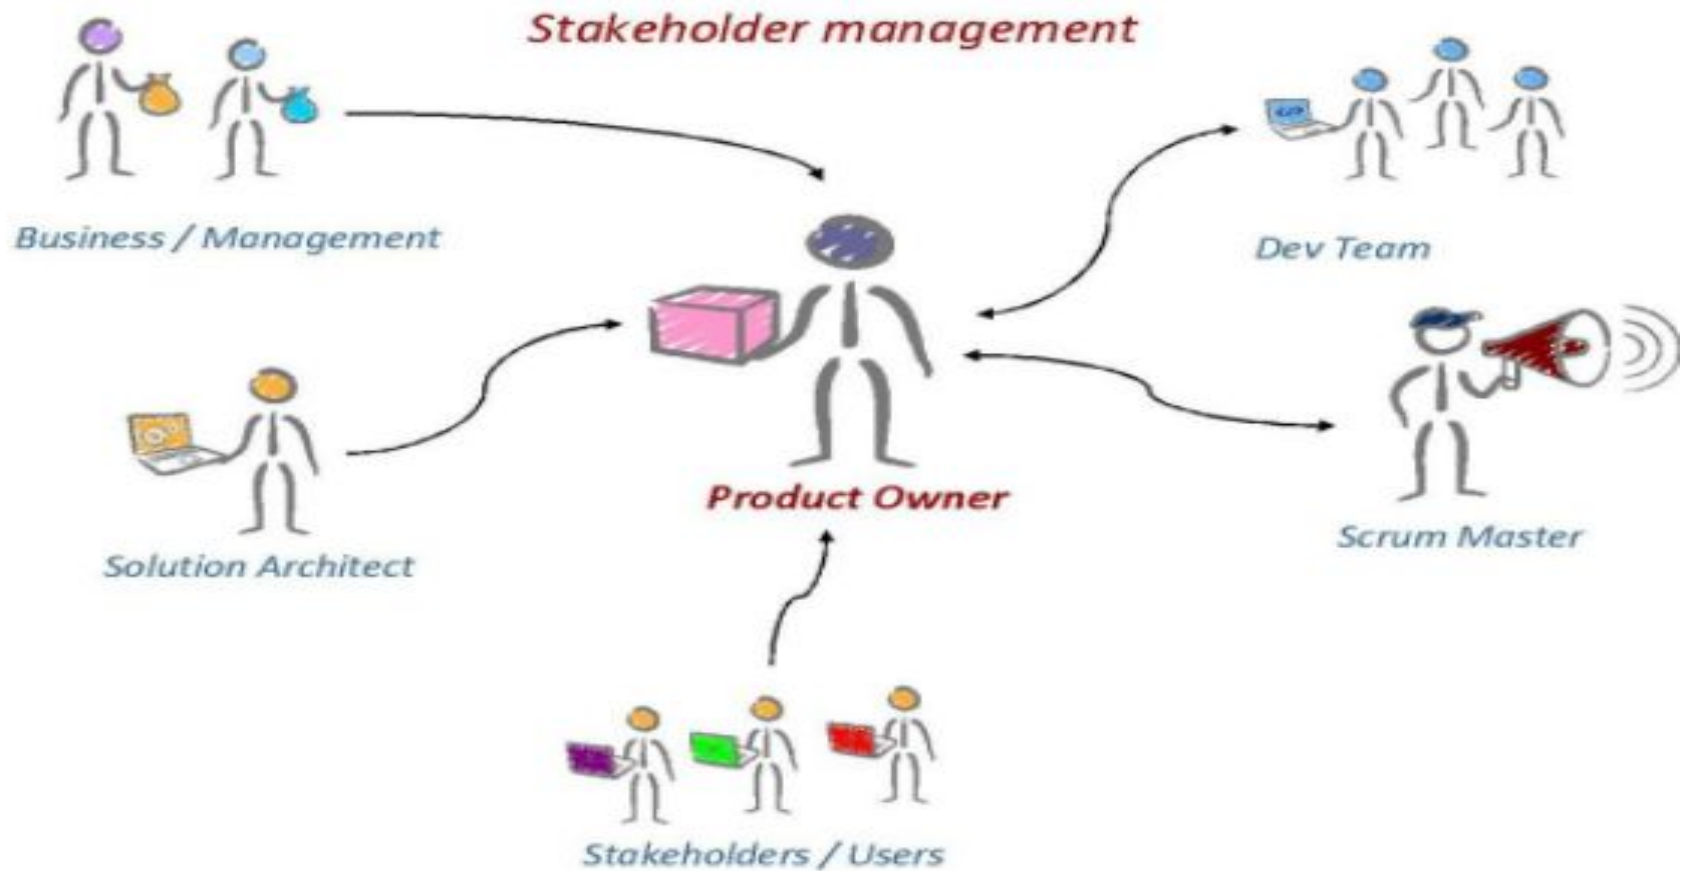 Stakeholder management
Business / Management
Dev Team
Product Owner
Solution Architect
Scrum Master
Stakeholders / Users